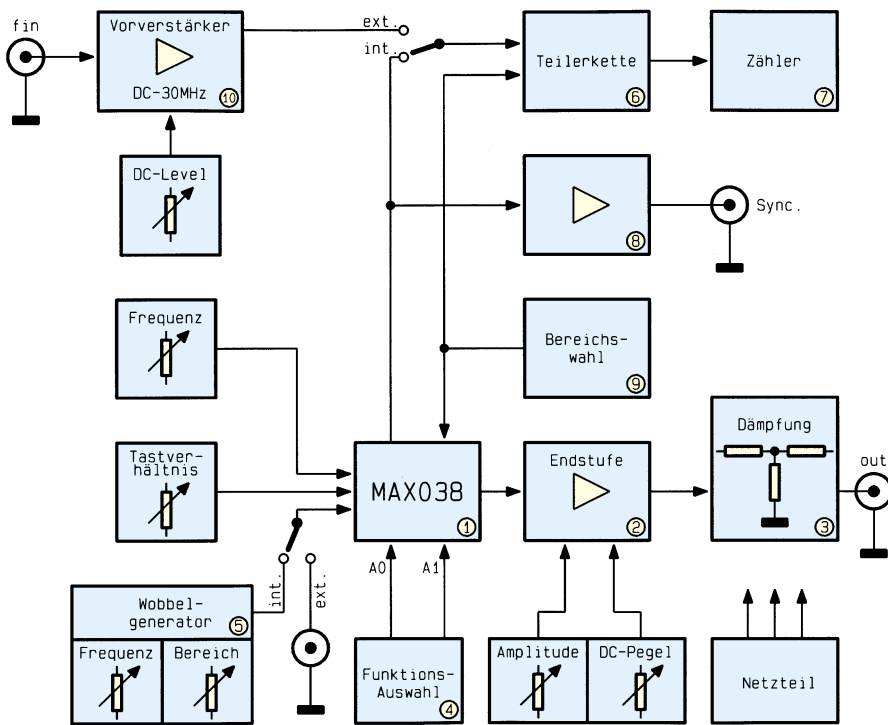 fin
Vorverstärker
DC-30MHz
10
ext.
int.
Teilerkette
6
Zähler
7
DC-Level
8
Sync.
Frequenz
Bereichs-
wahl
9
Tastver-
hältnis
MAX038
1
Endstufe
2
Dämpfung
3
out
A0
A1
int.
ext.
Wobbel-
generator
5
Frequenz
Bereich
Funktions-
Auswahl
4
Amplitude
DC-Pegel
Netzteil